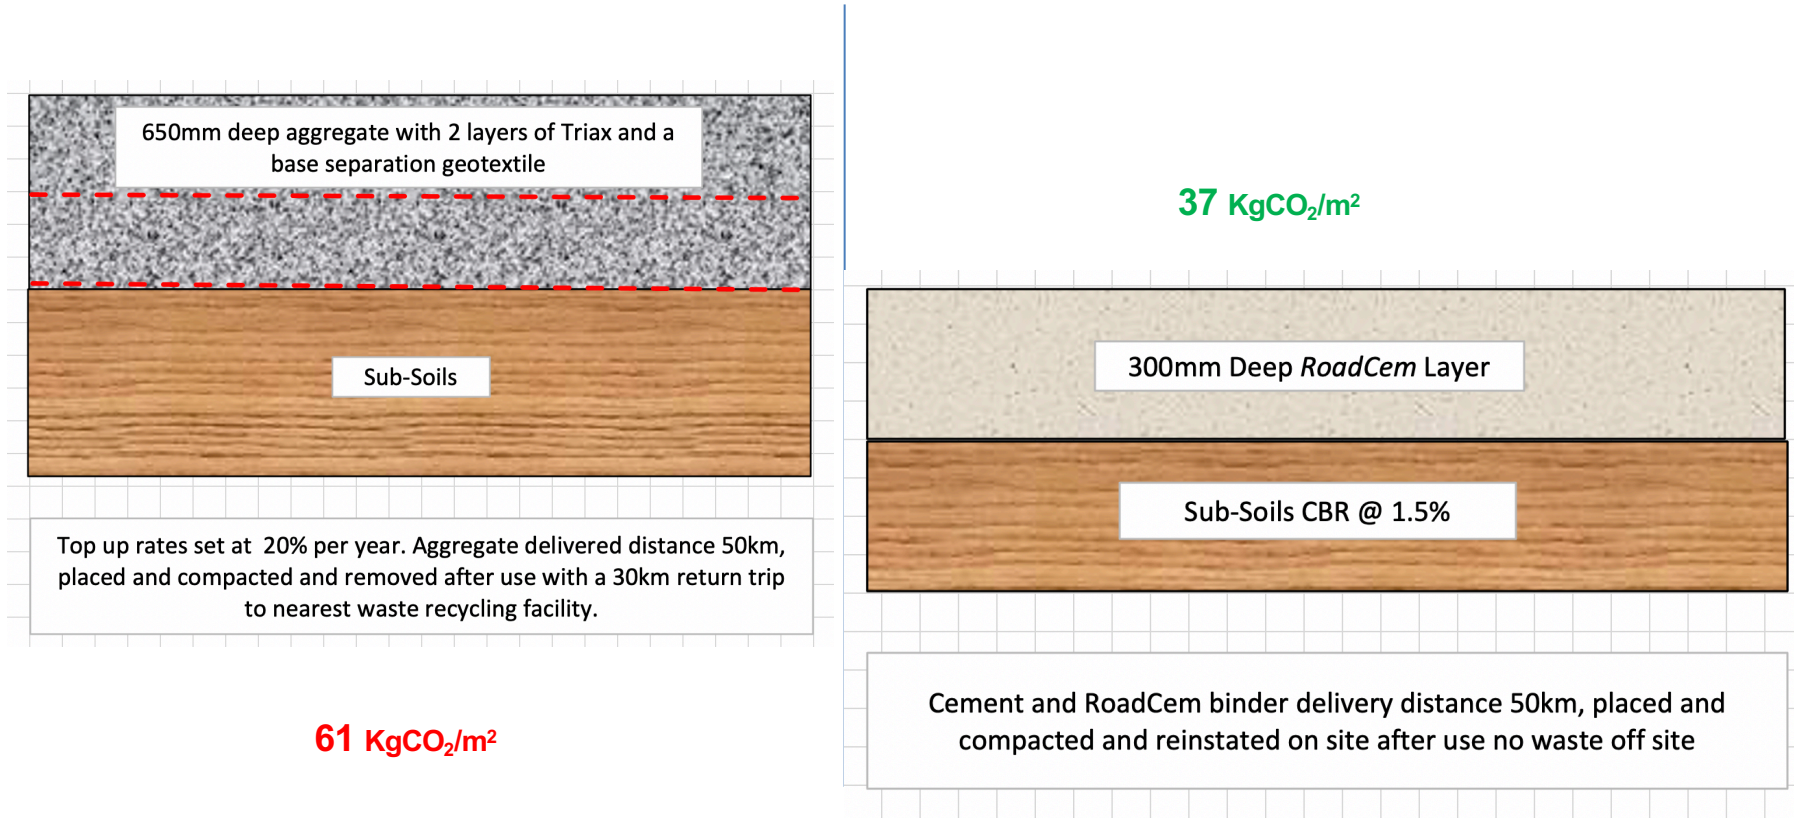 650mm deep aggregate with 2 layers of Triax and a
base separation geotextile
Sub-Soils
Top up rates set at  20% per year. Aggregate delivered distance 50km,
placed and compacted and removed after use with a 30km return trip
to nearest waste recycling facility.
61 KgCO₂/m²
37 KgCO₂/m²
300mm Deep RoadCem Layer
Sub-Soils CBR @ 1.5%
Cement and RoadCem binder delivery distance 50km, placed and
compacted and reinstated on site after use no waste off site